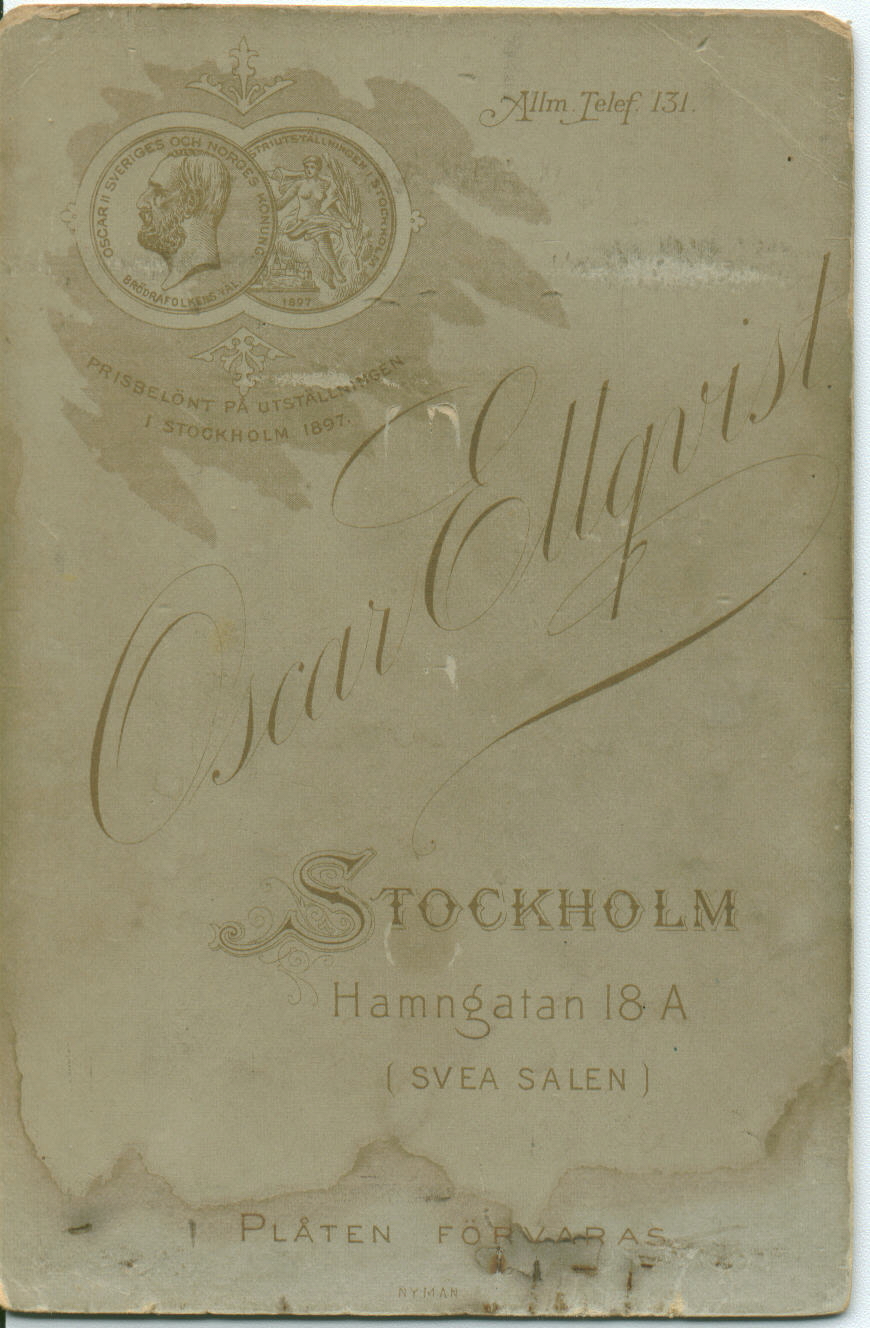 Allm. Telef. 131.
OSCAR II SVERIGES OCH NORGES KONUNG.
BRÖDRAFOLKENS VÄL
STRIUTSTÄLLNINGEN I STOCKHOLM
1897
PRISBELÖNT PÅ UTSTÄLLNINGEN
I STOCKHOLM 1897.
Oscar Ellqvist.
STOCKHOLM
Hamngatan 18 A
(SVEA SALEN)
PLÅTEN FÖRVARAS
NYMAN